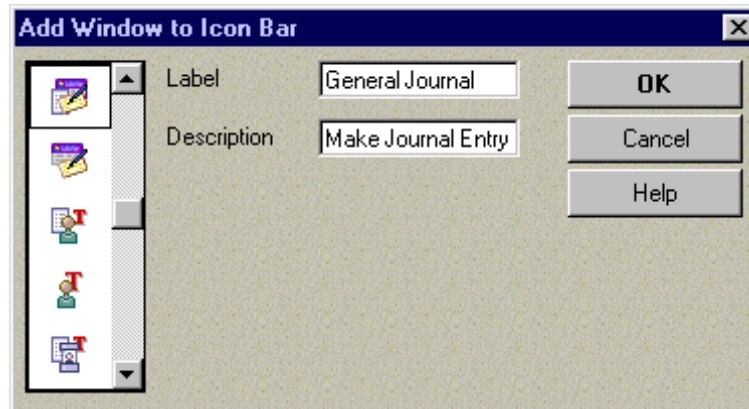 Add Window to Icon Bar
Label
General Journal
OK
Description
Make Journal Entry
Cancel
Help